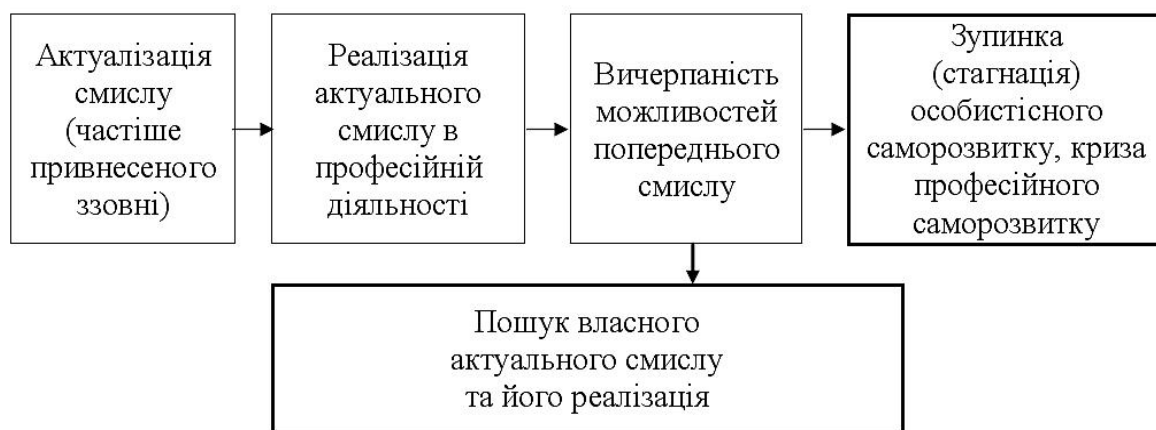 Актуалізація
смислу
(частіше
привнесеного
ззовні)
Реалізація
актуального
смислу в
професійній
діяльності
Вичерпаність
можливостей
попереднього
смислу
Зупинка
(стагнація)
особистісного
саморозвитку, криза
професійного
саморозвитку
Пошук власного
актуального смислу
та його реалізація